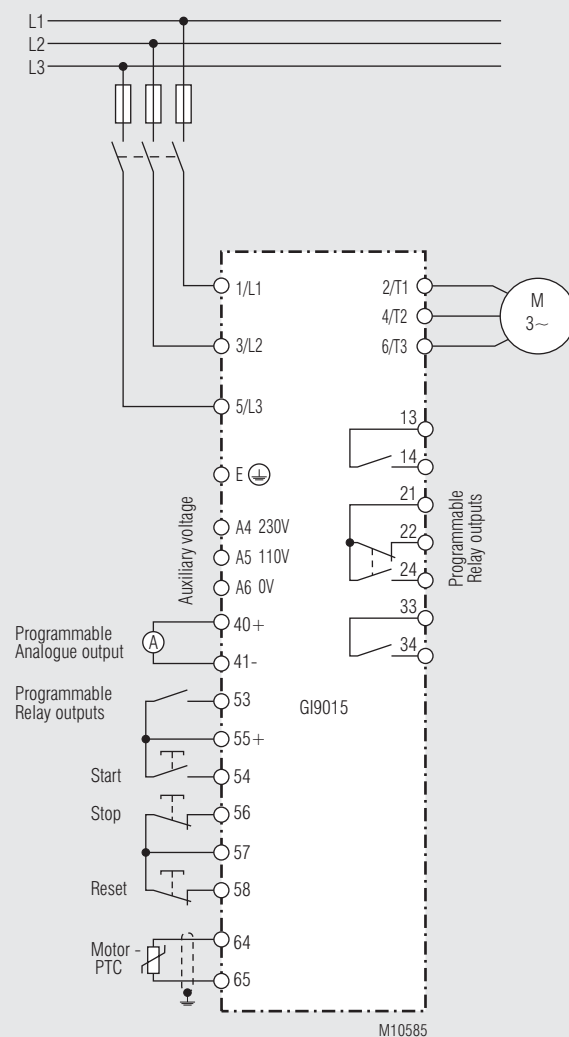 L1
L2
L3
1/L1
2/T1
M
3~
4/T2
3/L2
6/T3
5/L3
13
14
E
21
A4 230V
22
A5 110V
24
A6 0V
Auxiliary voltage
Programmable
Relay outputs
33
40+
Programmable
Analogue output
A
34
41-
Programmable
Relay outputs
53
GI9015
55+
Start
54
Stop
56
57
Reset
58
Motor -
PTC
64
65
M10585